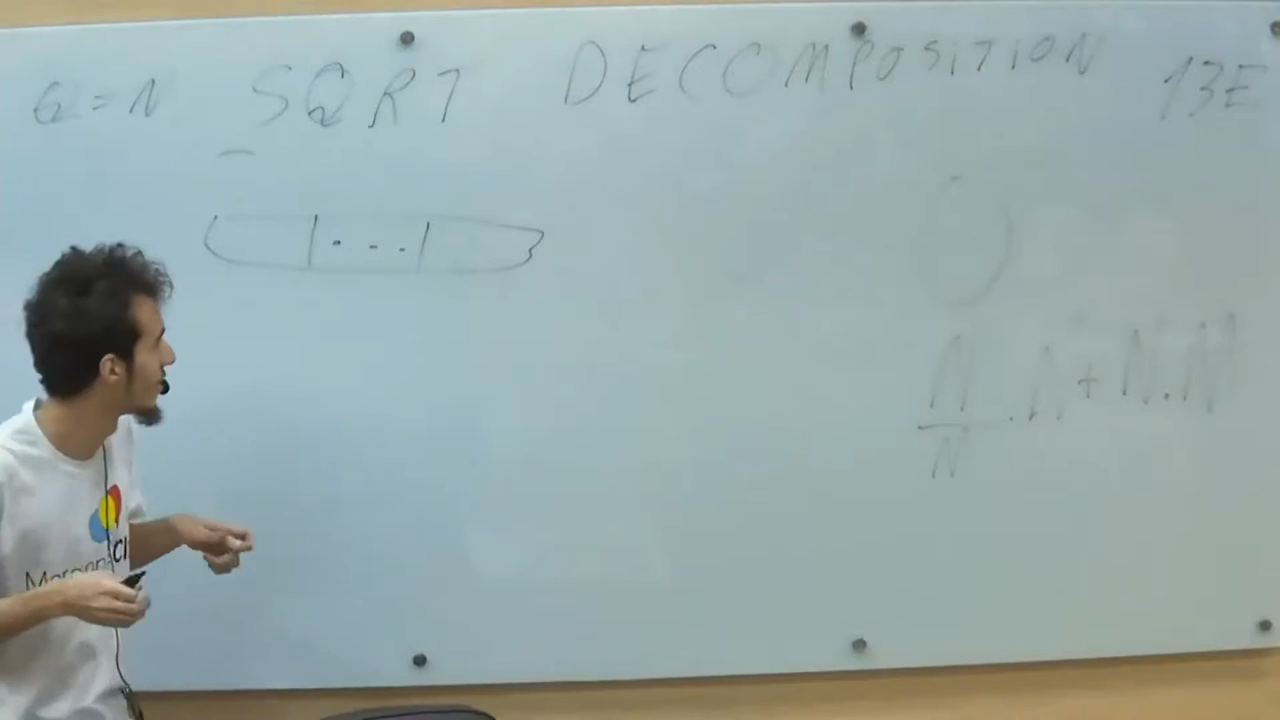 Q=N SQRT DECOMPOSITION 13E
N/N . N + N.N